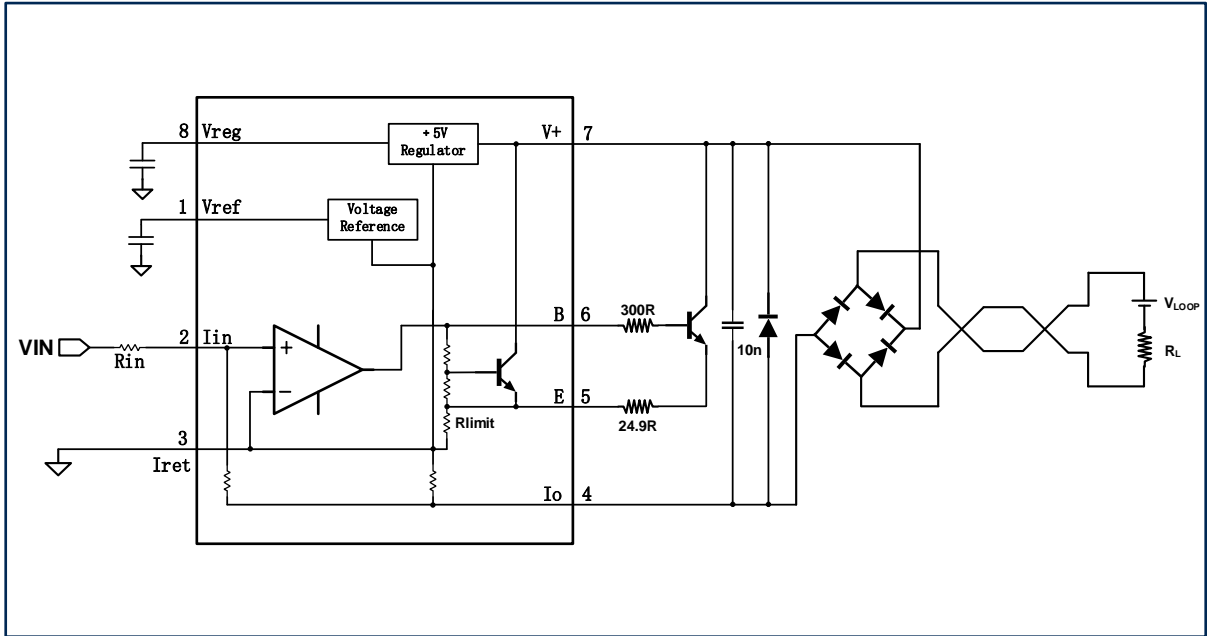 8 Vreg
+5V
Regulator
V+ 7
1 Vref
Voltage
Reference
VIN
Rin
2 Iin
+
−
B 6
300R
10n
VLOOP
RL
E 5
24.9R
Rlimit
3
Iret
Io 4